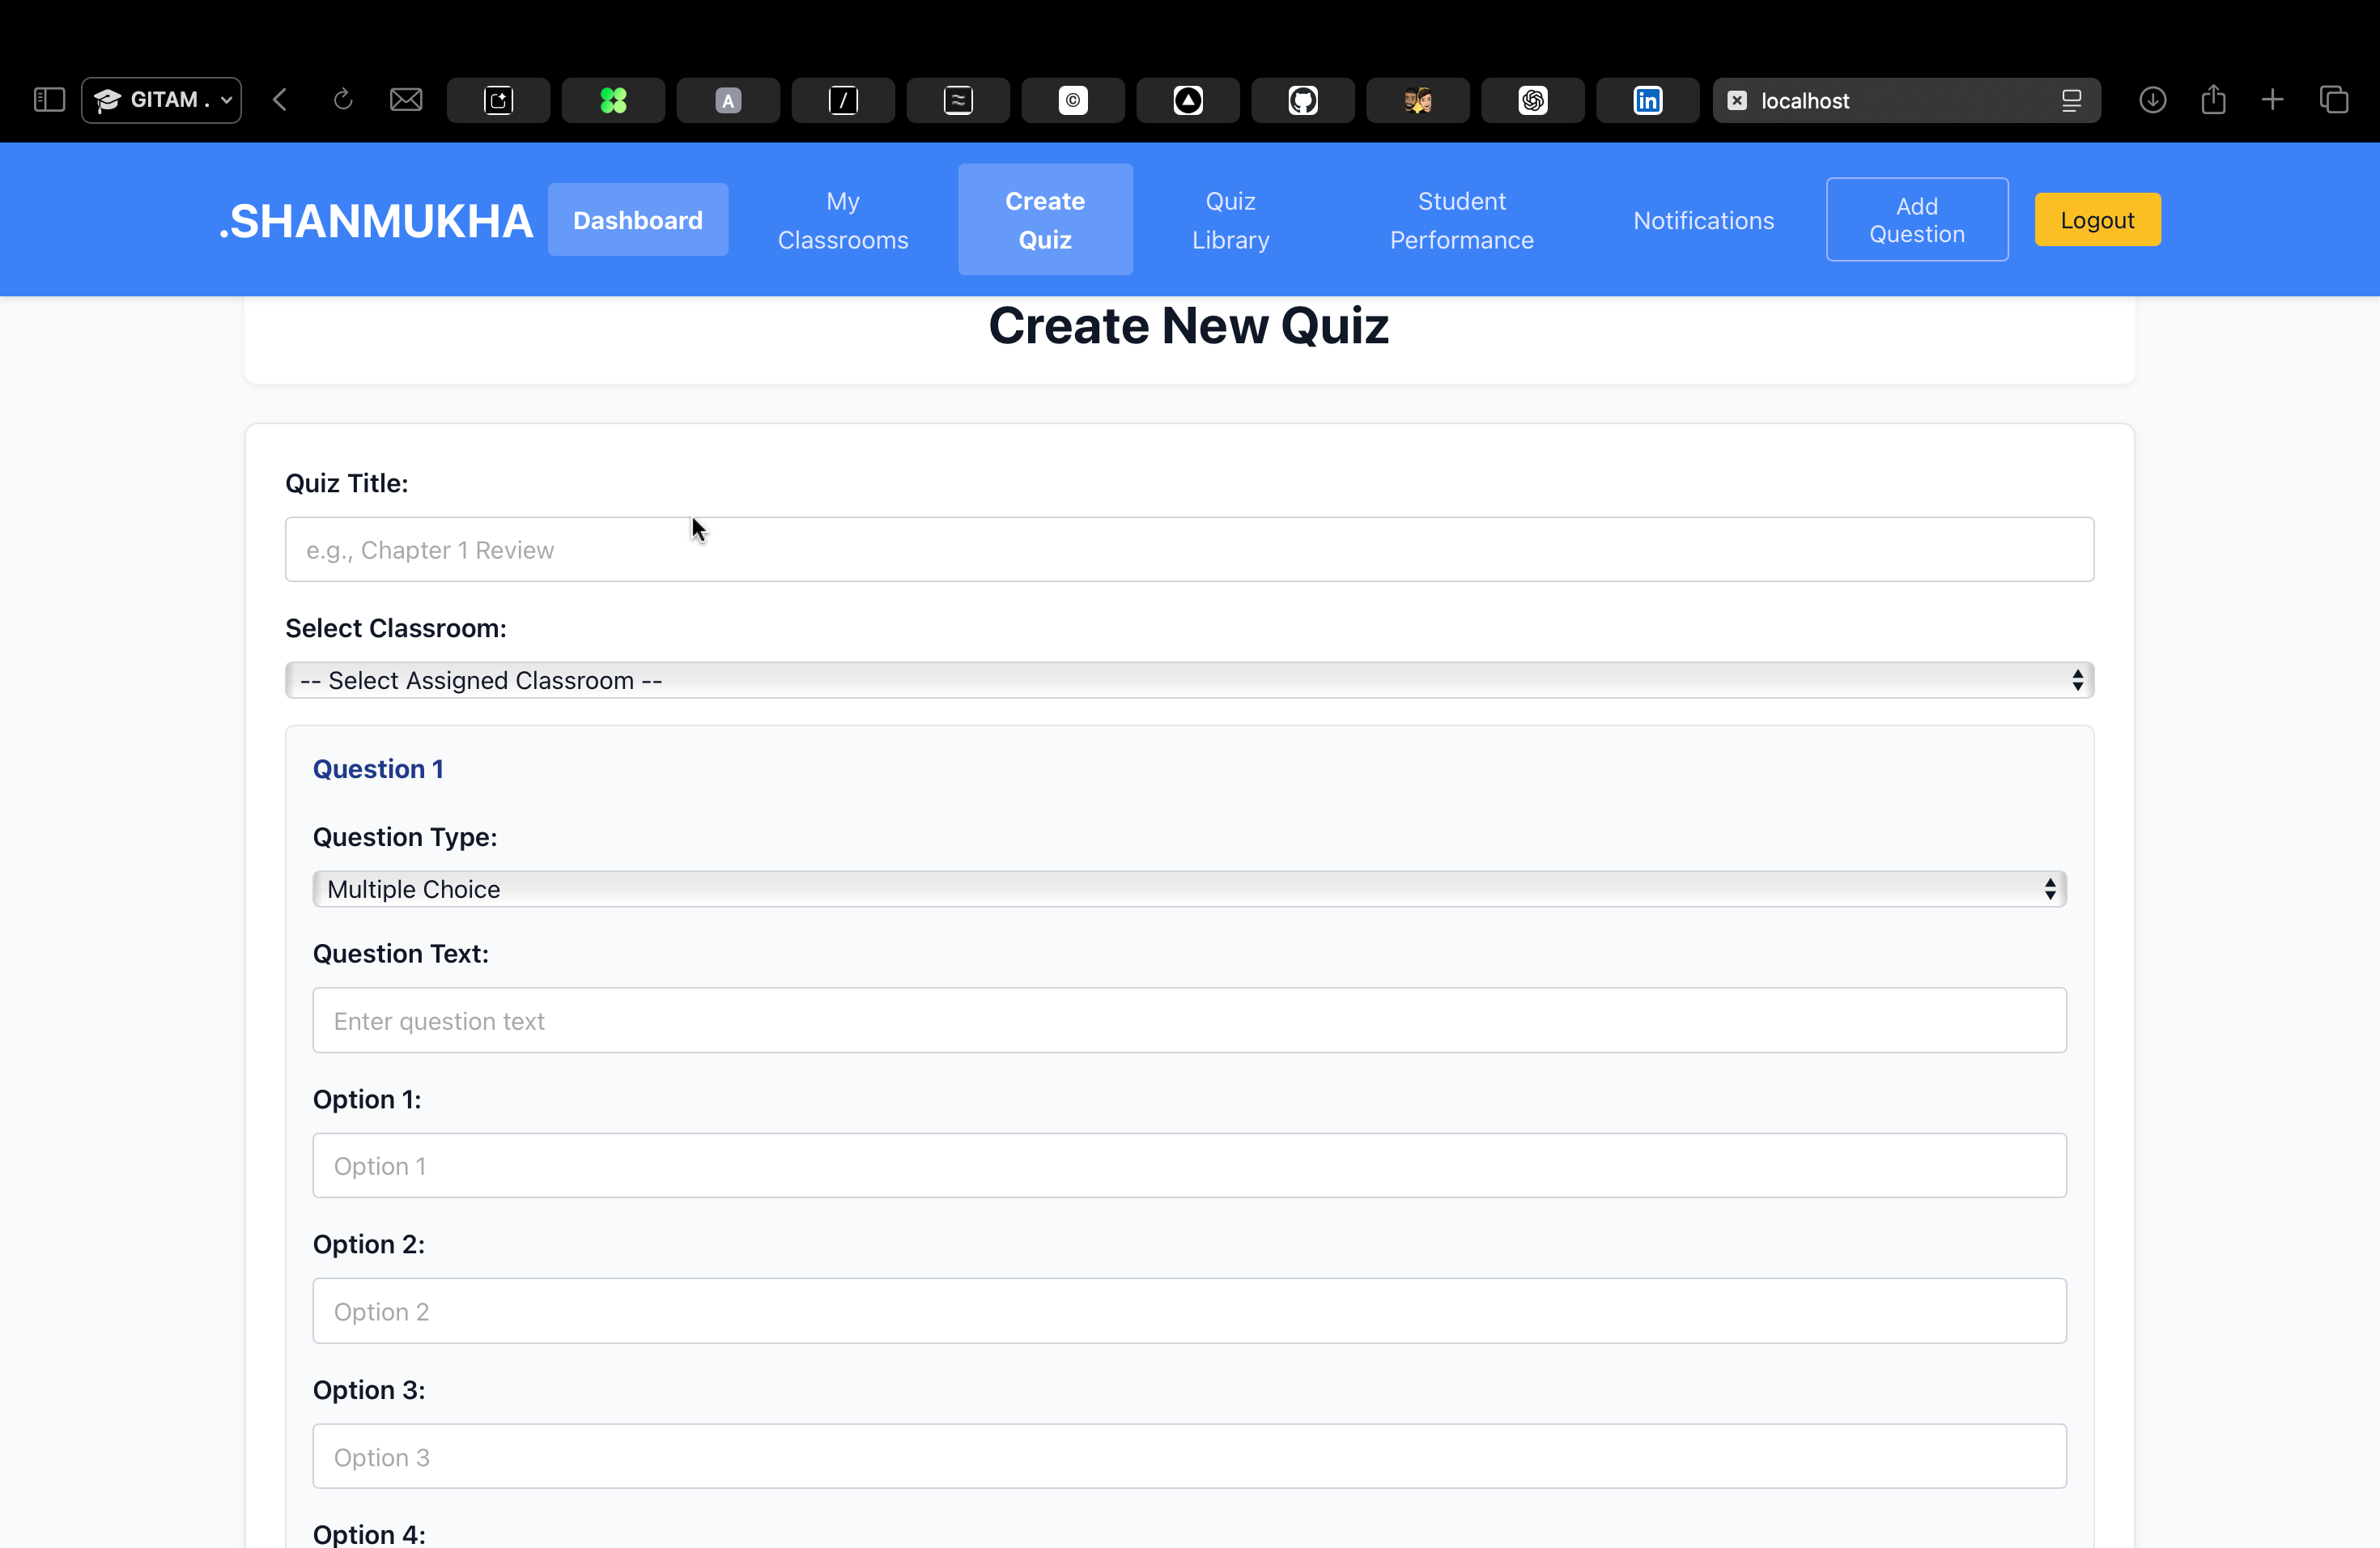 GITAM .
A
localhost
.SHANMUKHA
Dashboard
My
Classrooms
Create
Quiz
Quiz
Library
Student
Performance
Notifications
Add
Question
Logout
Create New Quiz
Quiz Title:
e.g., Chapter 1 Review
Select Classroom:
-- Select Assigned Classroom --
Question 1
Question Type:
Multiple Choice
Question Text:
Enter question text
Option 1:
Option 1
Option 2:
Option 2
Option 3:
Option 3
Option 4: